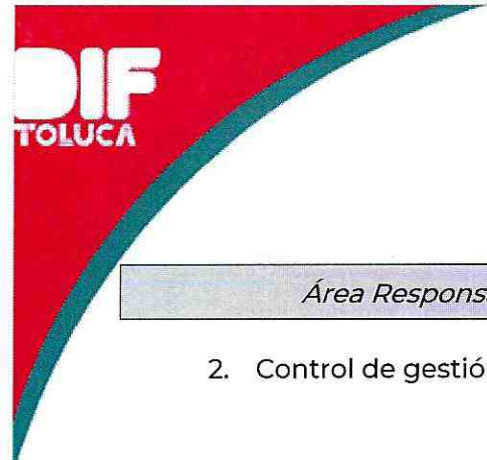 DIF
TOLUCA
Área Respons
2. Control de gestió